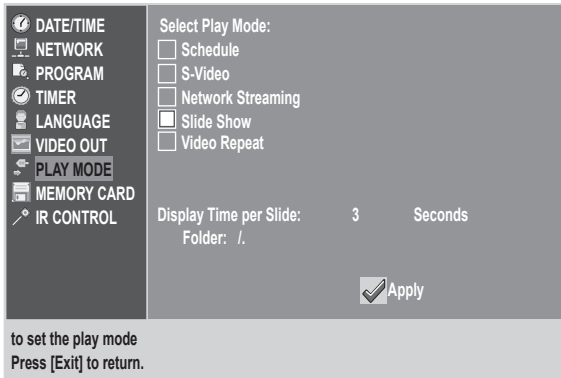 DATE/TIME
NETWORK
PROGRAM
TIMER
LANGUAGE
VIDEO OUT
PLAY MODE
MEMORY CARD
IR CONTROL
Select Play Mode:
Schedule
S-Video
Network Streaming
Slide Show
Video Repeat
Display Time per Slide: 3 Seconds
Folder: /.
Apply
to set the play mode
Press [Exit] to return.